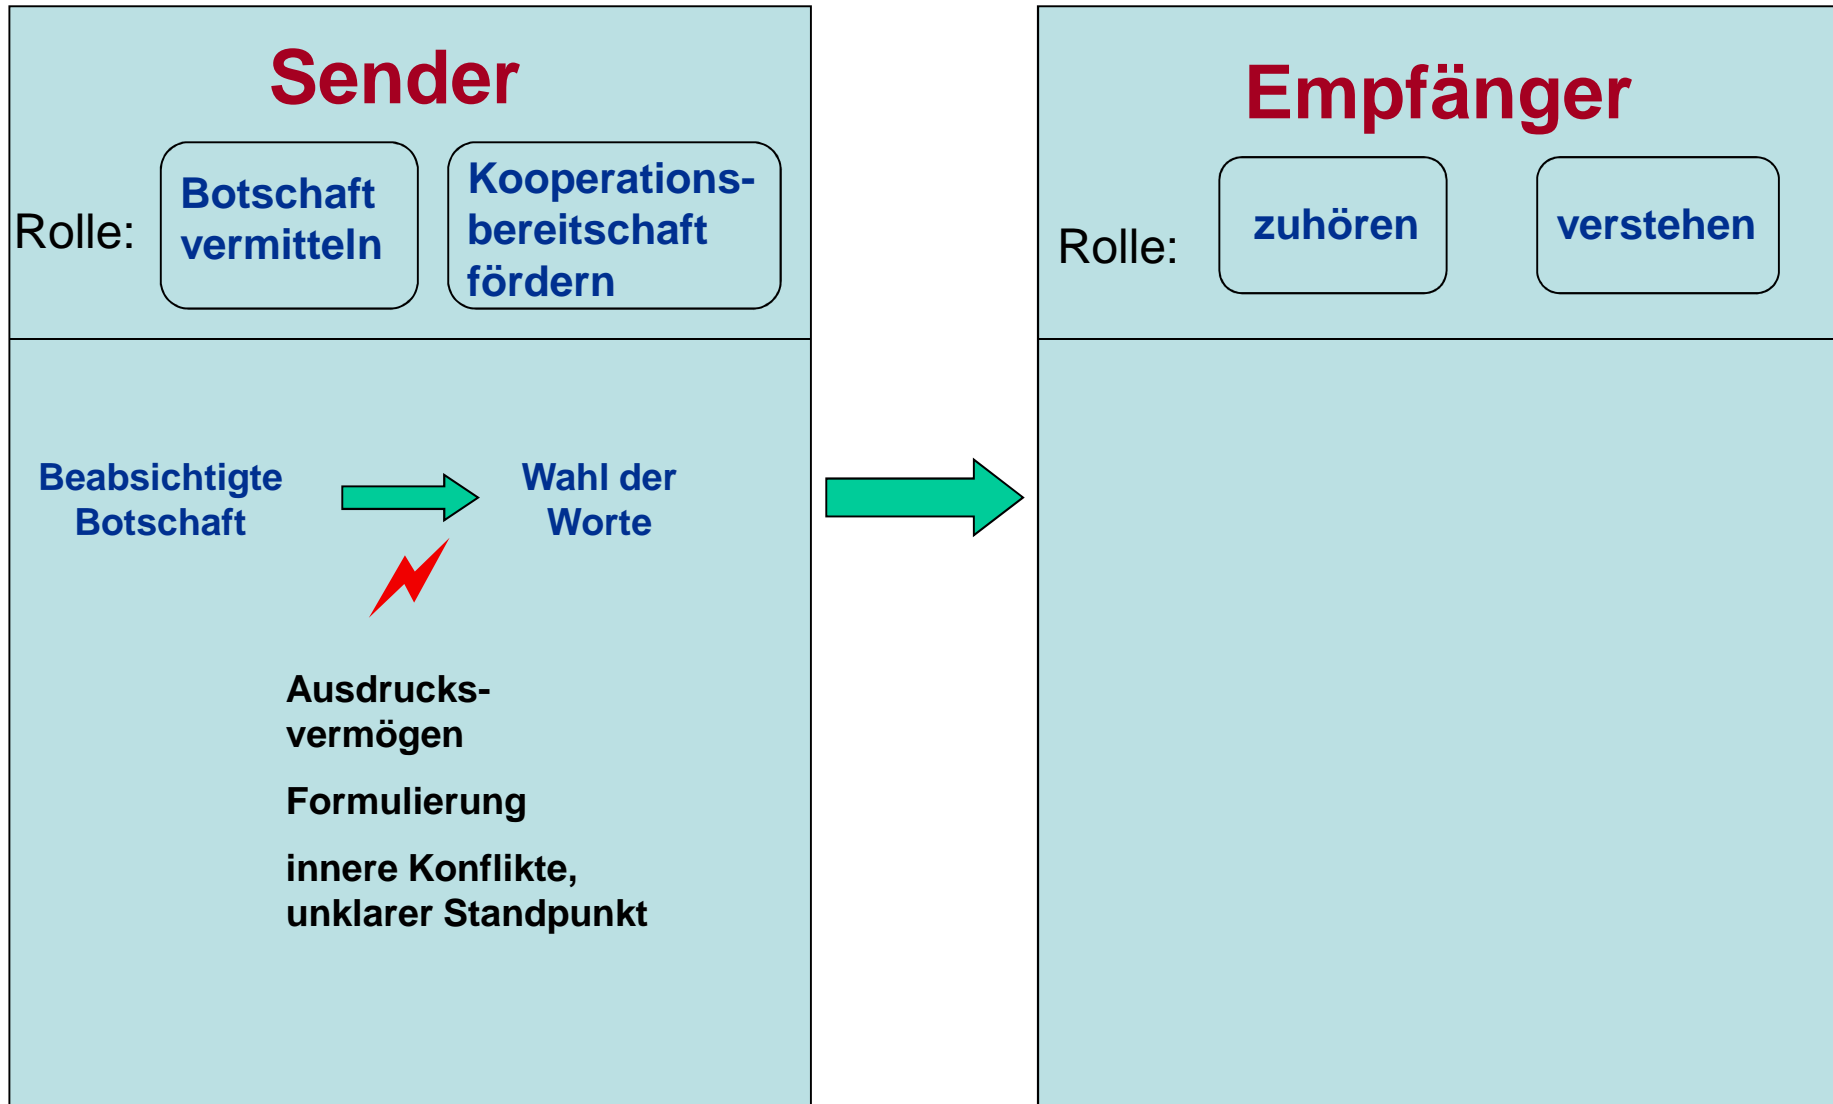 Sender
Rolle:
Botschaft
vermitteln
Kooperations-
bereitschaft
fördern
Beabsichtigte
Botschaft
Wahl der
Worte
Ausdrucks-
vermögen
Formulierung
innere Konflikte,
unklarer Standpunkt
Empfänger
Rolle:
zuhören
verstehen